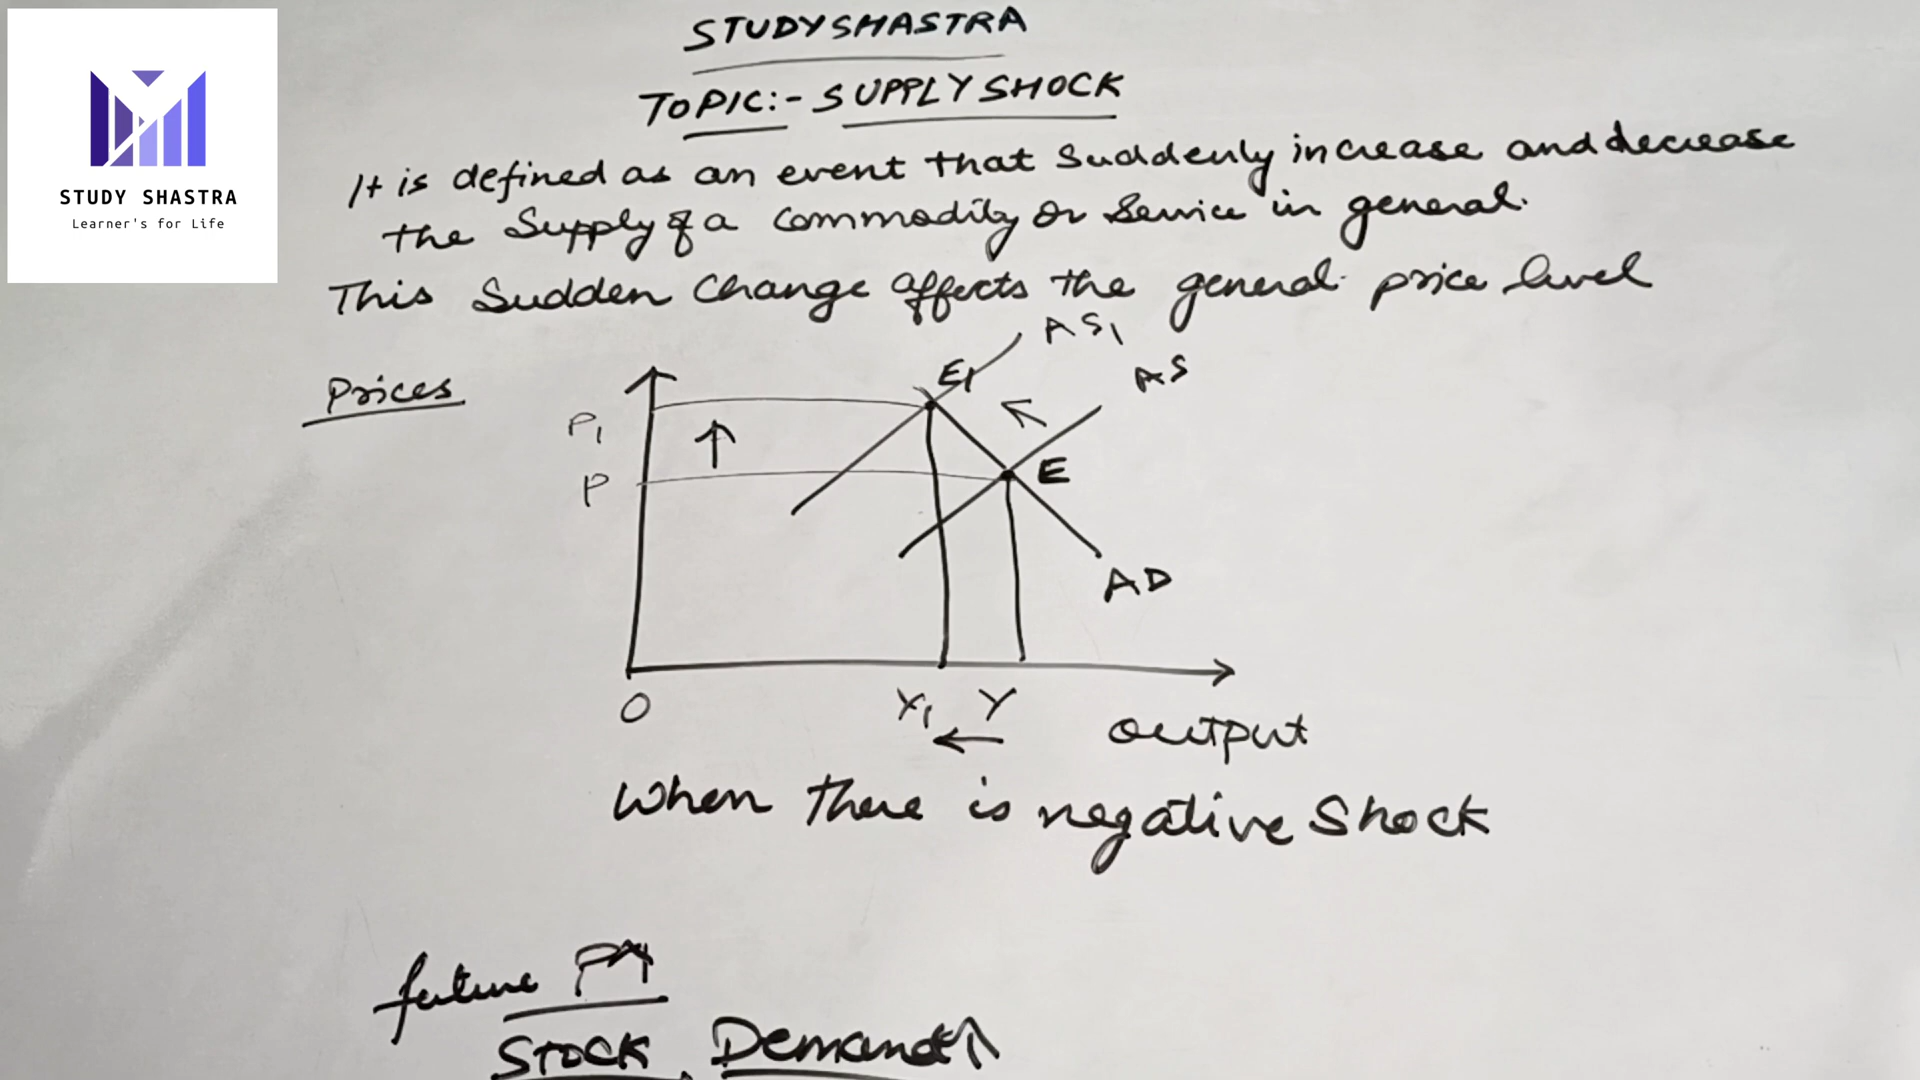 STUDYSHASTRA
TOPIC:- SUPPLY SHOCK
STUDY SHASTRA
Learner's for Life
It is defined as an event that Suddenly increase and decrease
the Supply of a Commodity or Service in general.
This Sudden Change affects the general price level
Prices
AS1
AS
E1
P1
P
E
AD
O
Y1 Y
OUTPUT
When there is negative Shock
future P↑
STOCK, Demand↑